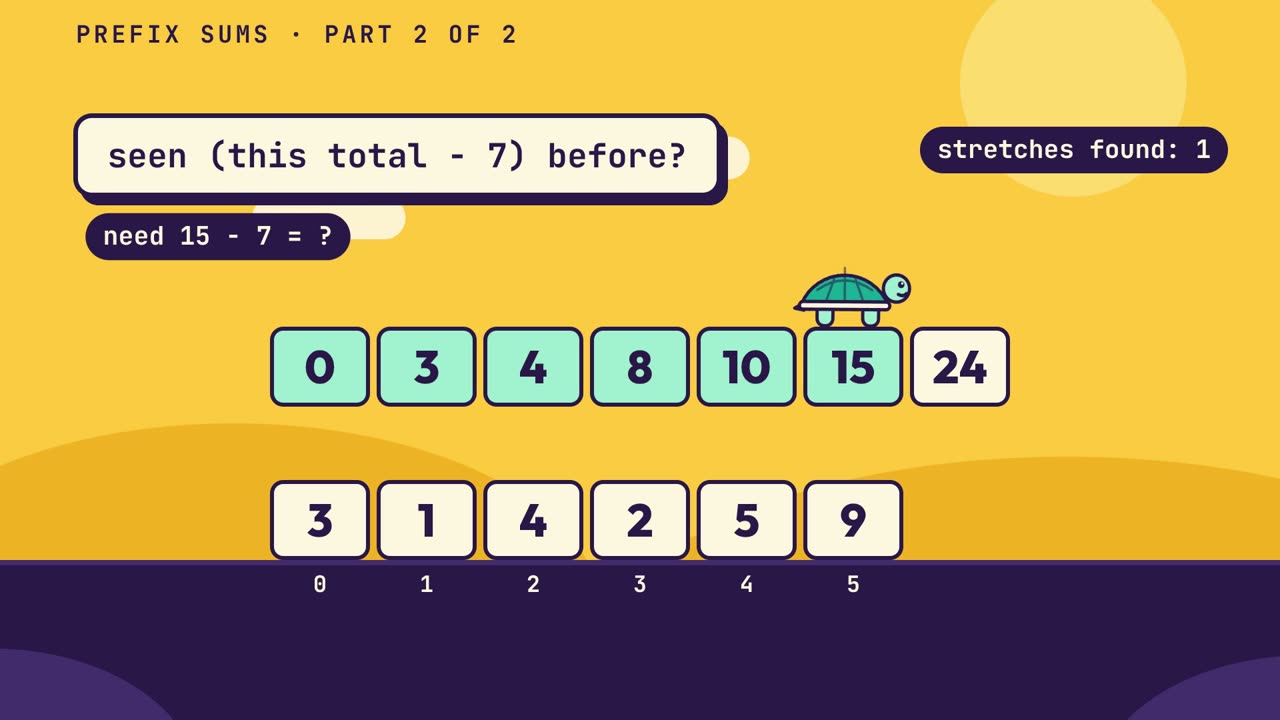 PREFIX SUMS · PART 2 OF 2
seen (this total - 7) before?
stretches found: 1
need 15 - 7 = ?
0 3 4 8 10 15 24
3 1 4 2 5 9
0 1 2 3 4 5